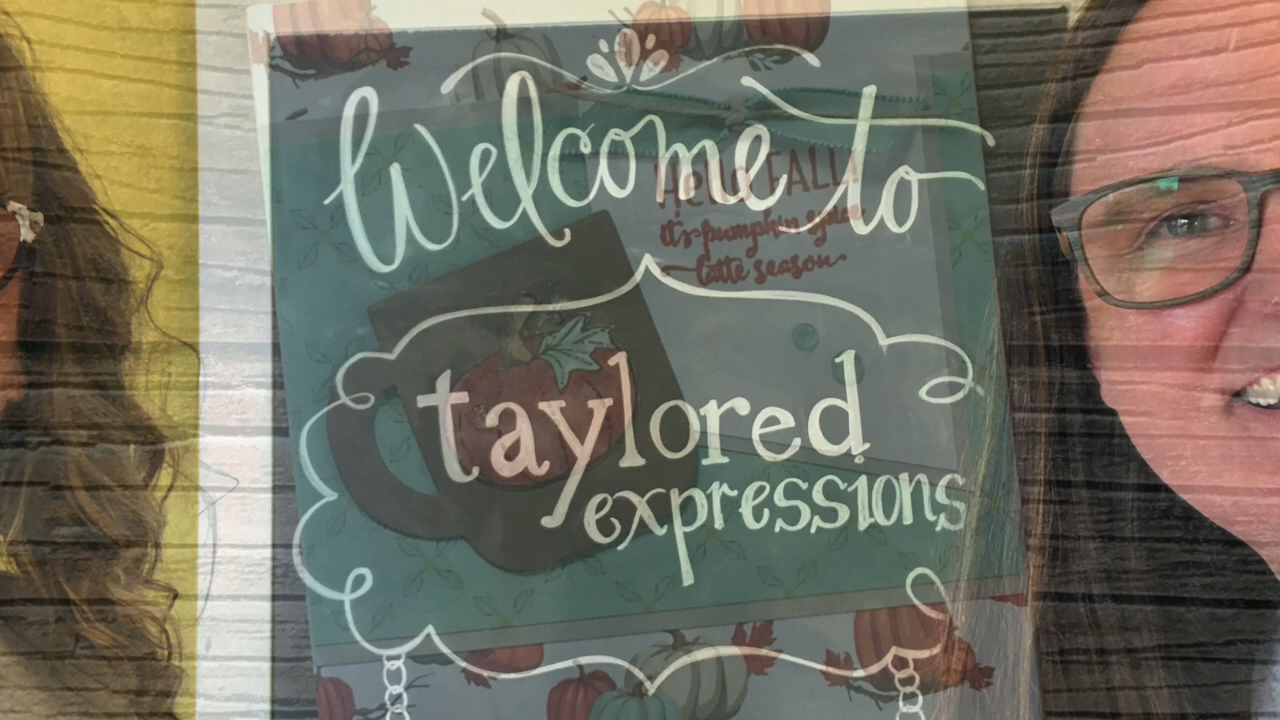 Welcome to
Hello FALL!
it's pumpkin spice
latte season
taylored
expressions